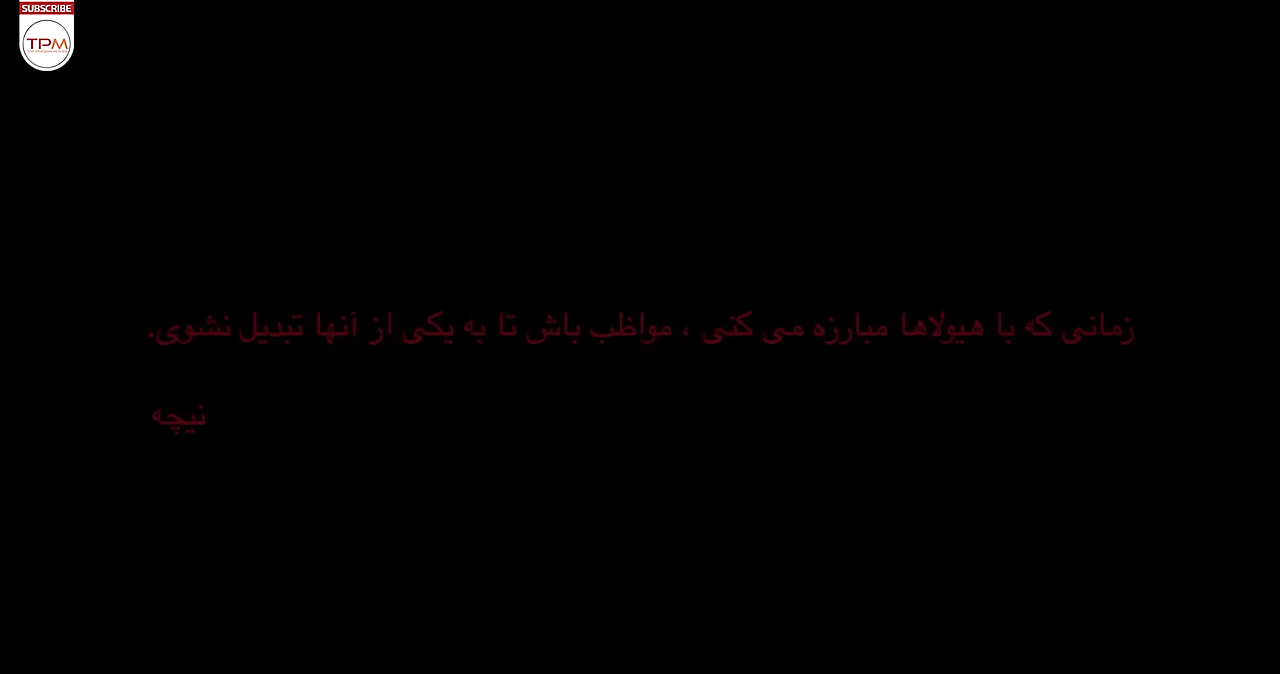 SUBSCRIBE
TPM
زمانی که با هیولاها مبارزه می کنی ، مواظب باش تا به یکی از آنها تبدیل نشوی.
نیچه